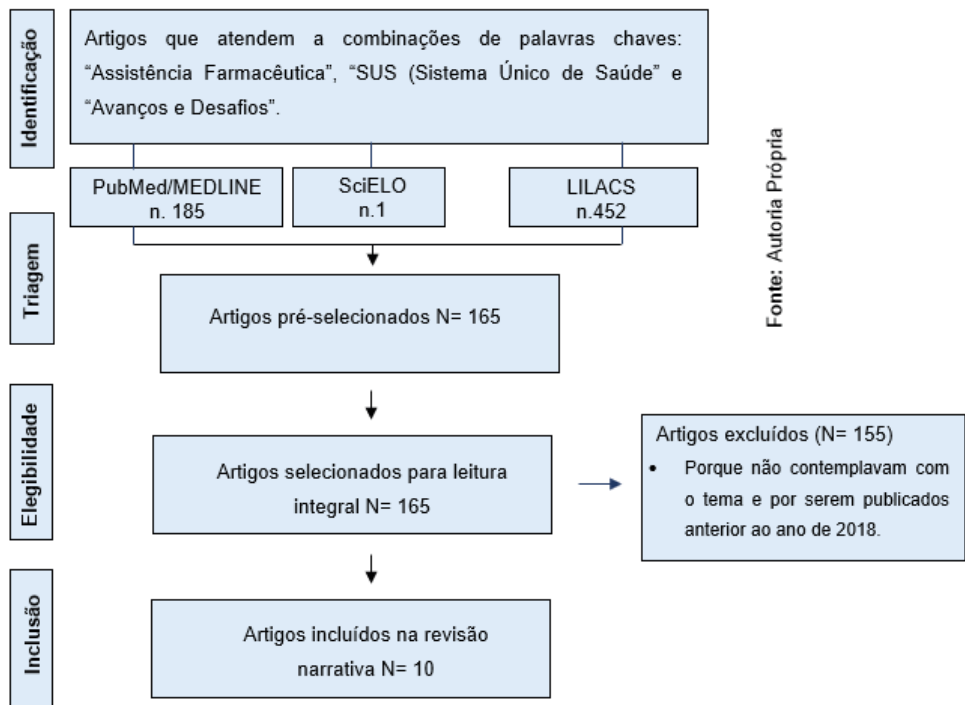 Identificação
Artigos que atendem a combinações de palavras chaves:
“Assistência Farmacêutica”, “SUS (Sistema Único de Saúde” e
“Avanços e Desafios”.
PubMed/MEDLINE
n. 185
SciELO
n.1
LILACS
n.452
Triagem
Artigos pré-selecionados N= 165
Fonte: Autoria Própria
Elegibilidade
Artigos selecionados para leitura
integral N= 165
Artigos excluídos (N= 155)
• Porque não contemplavam com
o tema e por serem publicados
anterior ao ano de 2018.
Inclusão
Artigos incluídos na revisão
narrativa N= 10